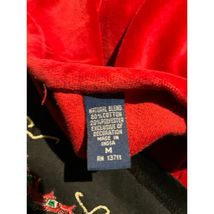 NATURAL BLEND
80%COTTON
20%POLYESTER
EXCLUSIVE OF
DECORATION
MADE IN
INDIA
M
RN 13711